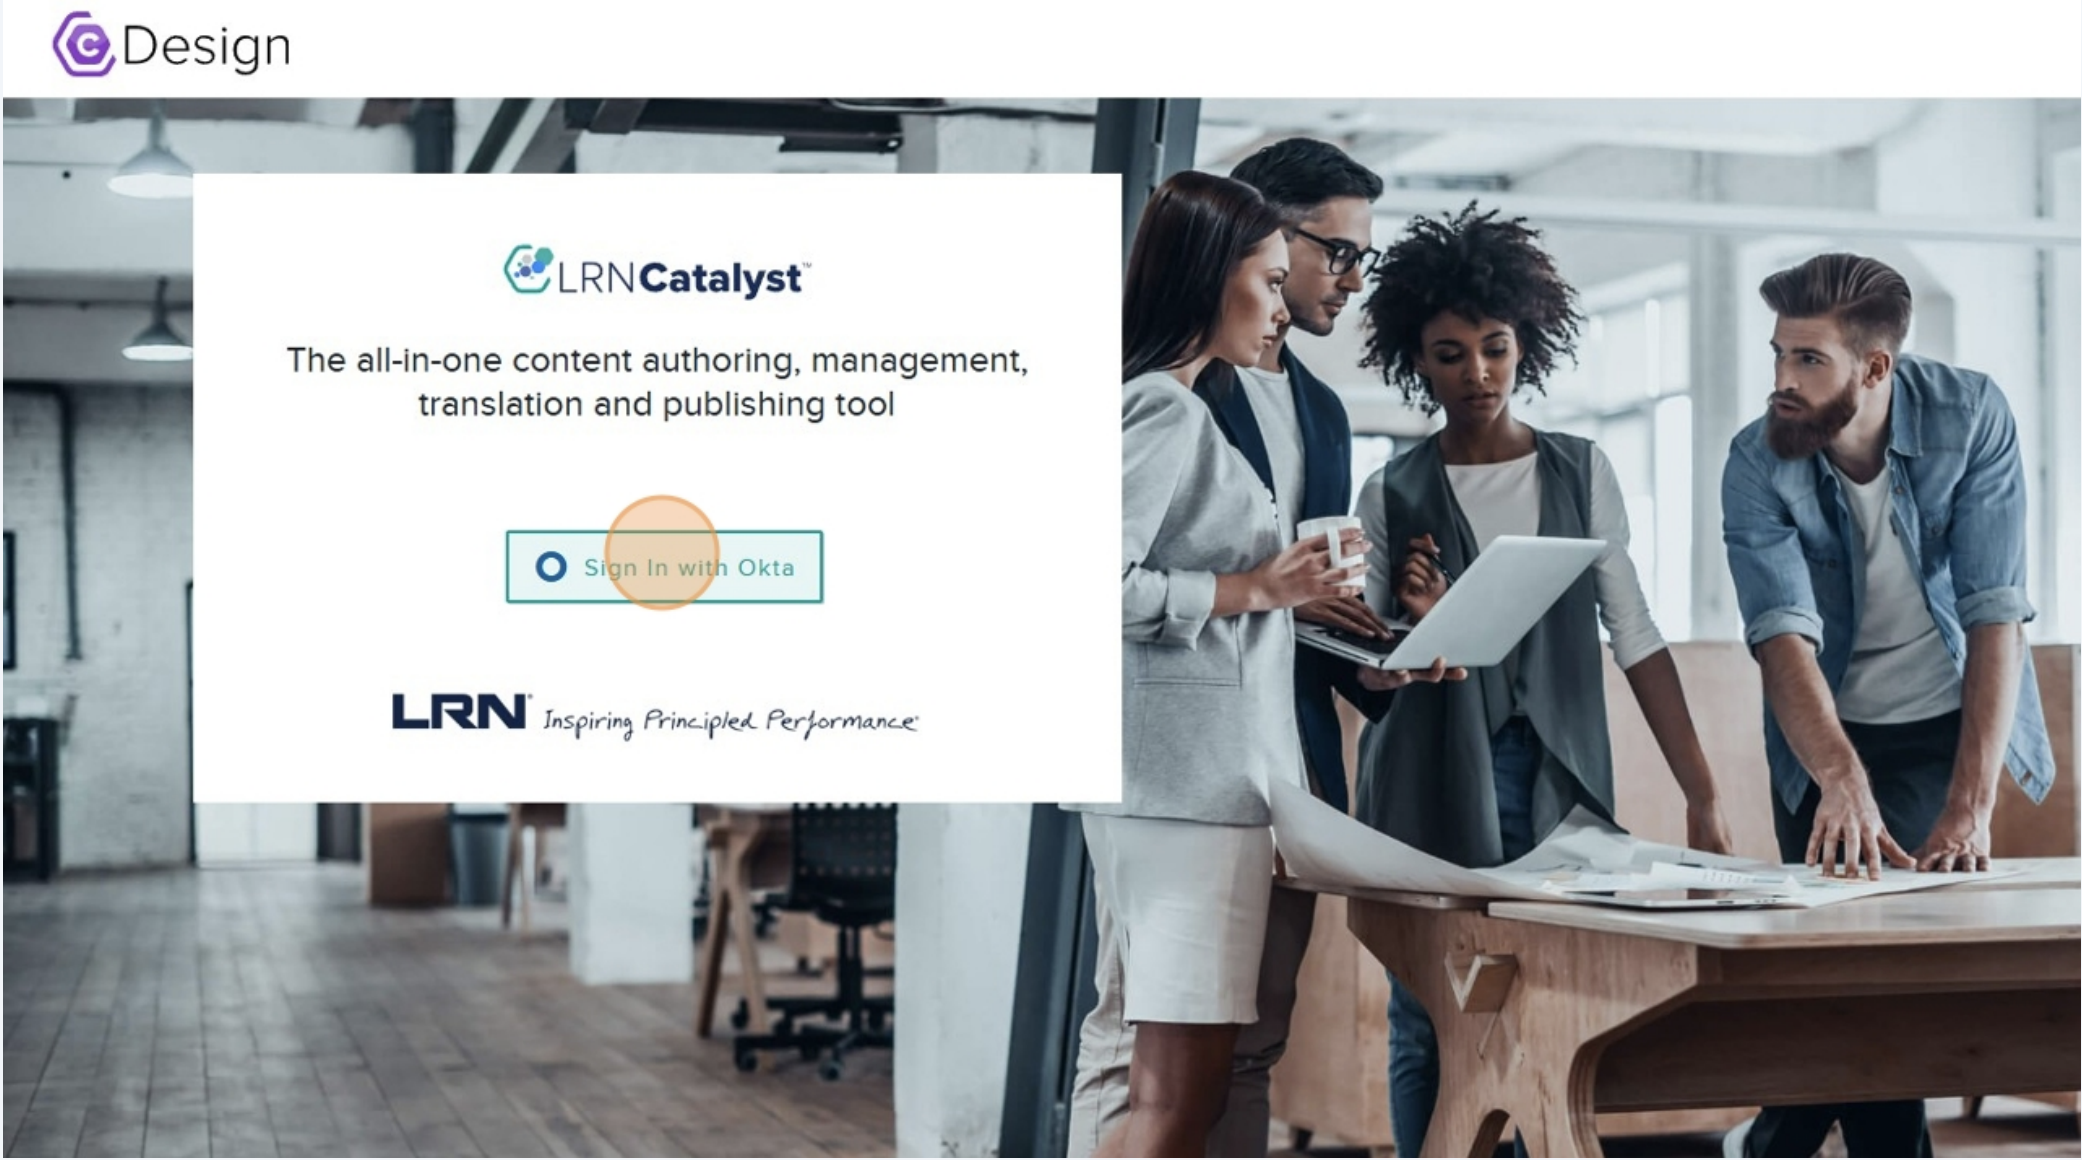 C Design
LRNCatalyst™
The all-in-one content authoring, management,
translation and publishing tool
Sign In with Okta
LRN® Inspiring Principled Performance®